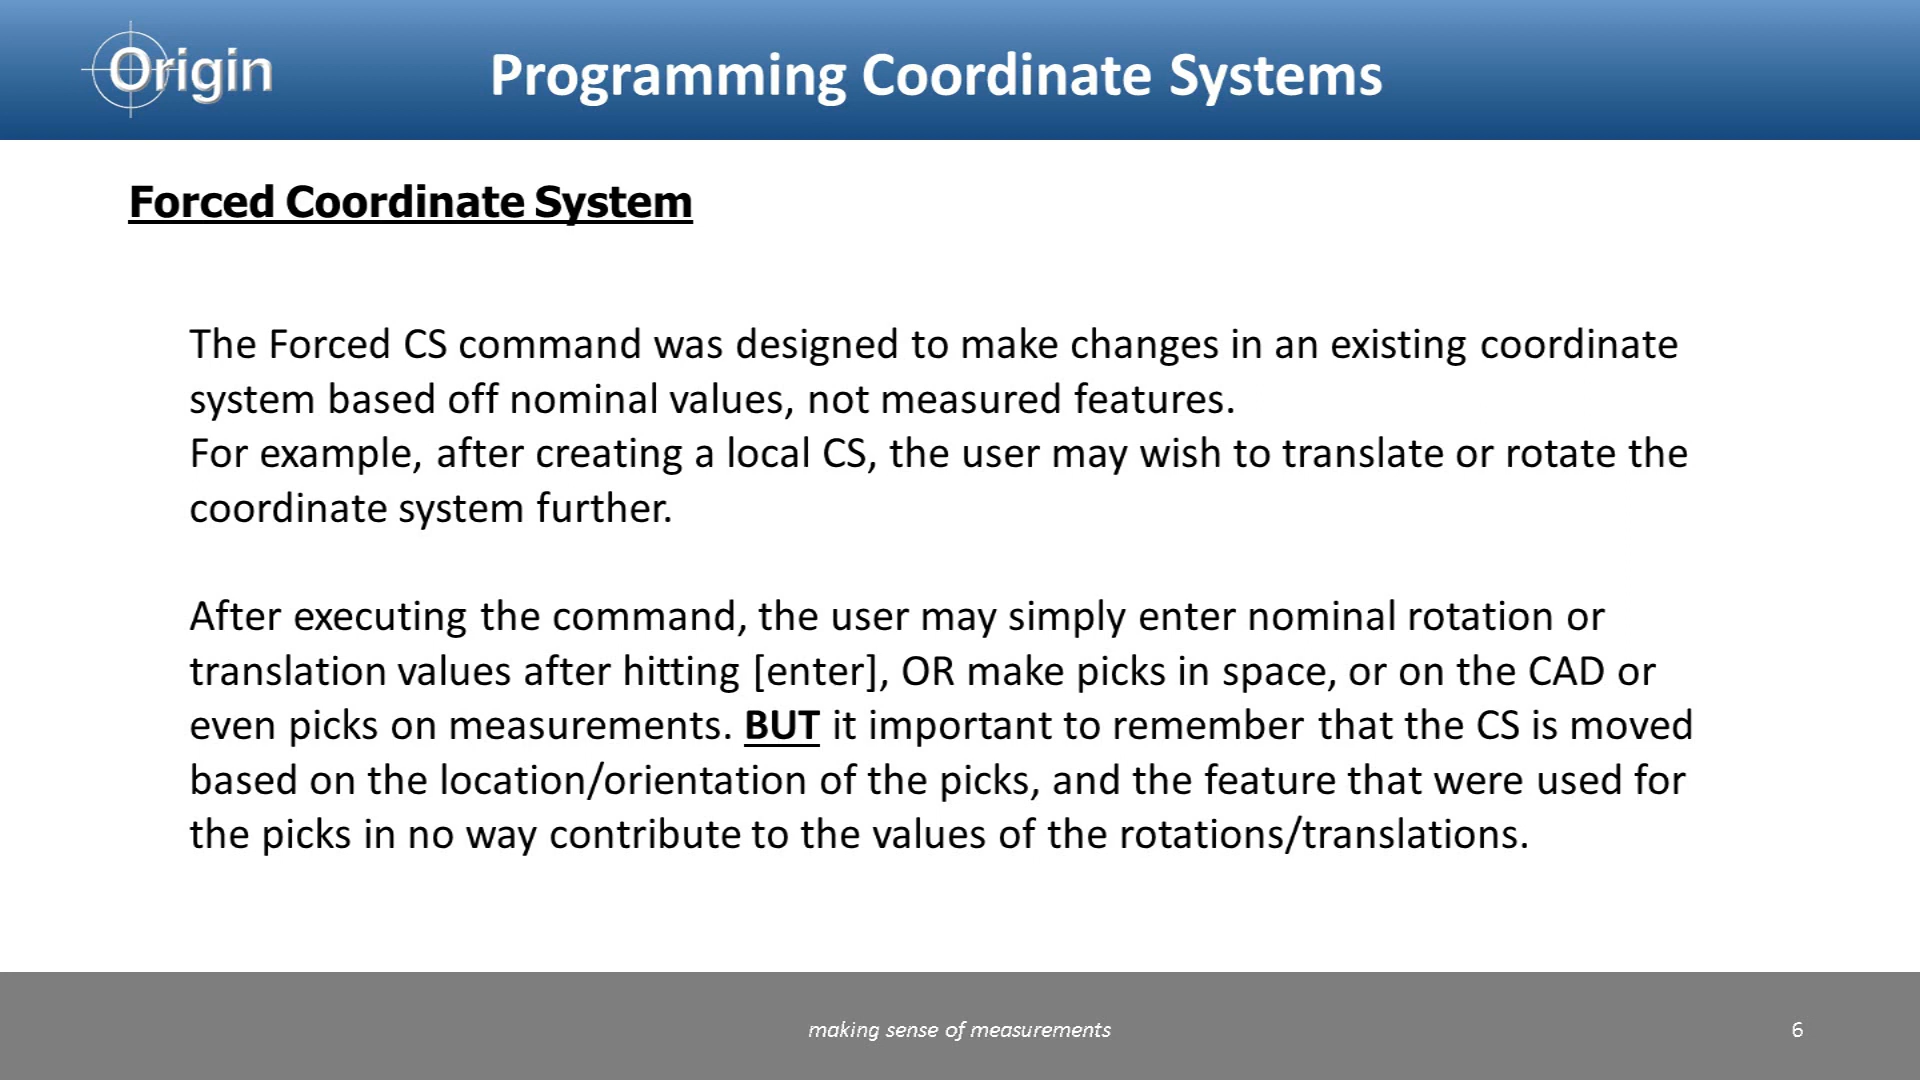 Origin
Programming Coordinate Systems
Forced Coordinate System
The Forced CS command was designed to make changes in an existing coordinate
system based off nominal values, not measured features.
For example, after creating a local CS, the user may wish to translate or rotate the
coordinate system further.
After executing the command, the user may simply enter nominal rotation or
translation values after hitting [enter], OR make picks in space, or on the CAD or
even picks on measurements. BUT it important to remember that the CS is moved
based on the location/orientation of the picks, and the feature that were used for
the picks in no way contribute to the values of the rotations/translations.
making sense of measurements
6